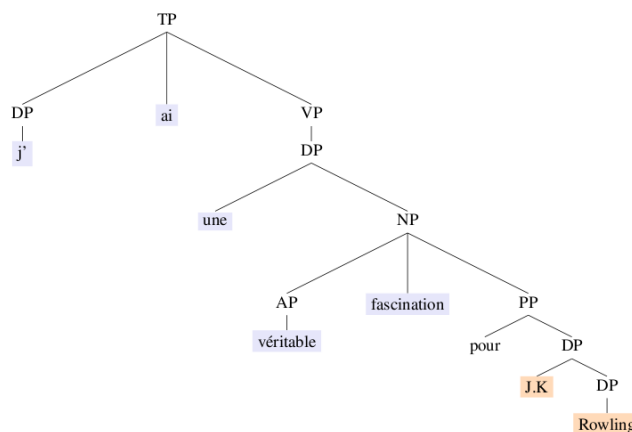 TP
DP ai VP
j'
DP
une NP
AP fascination PP
véritable pour DP
J.K DP
Rowling